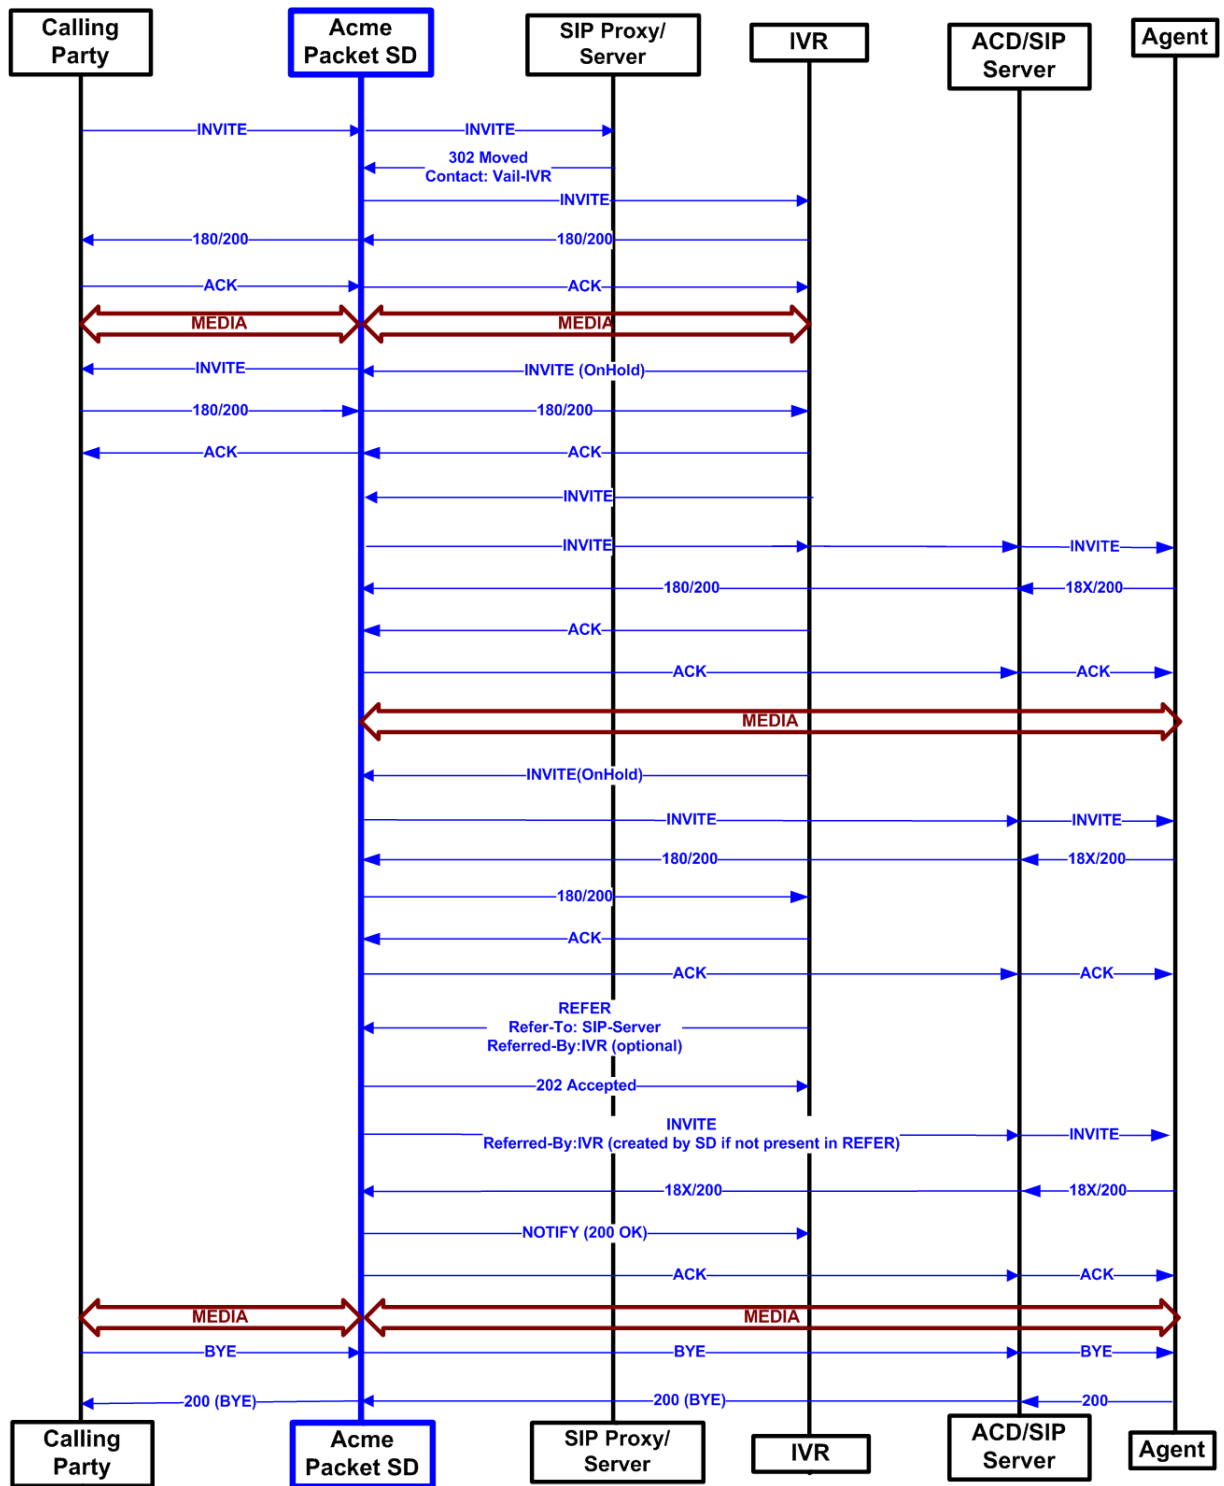 Calling
Party
Acme
Packet SD
SIP Proxy/
Server
IVR
ACD/SIP
Server
Agent
INVITE
INVITE
302 Moved
Contact: Vail-IVR
INVITE
180/200
180/200
ACK
ACK
MEDIA
MEDIA
INVITE
INVITE (OnHold)
180/200
180/200
ACK
ACK
INVITE
INVITE
INVITE
180/200
18X/200
ACK
ACK
ACK
MEDIA
INVITE(OnHold)
INVITE
INVITE
180/200
18X/200
180/200
ACK
ACK
ACK
REFER
Refer-To: SIP-Server
Referred-By:IVR (optional)
202 Accepted
INVITE
Referred-By:IVR (created by SD if not present in REFER)
INVITE
18X/200
18X/200
NOTIFY (200 OK)
ACK
ACK
MEDIA
MEDIA
BYE
BYE
BYE
200 (BYE)
200 (BYE)
200
Calling
Party
Acme
Packet SD
SIP Proxy/
Server
IVR
ACD/SIP
Server
Agent